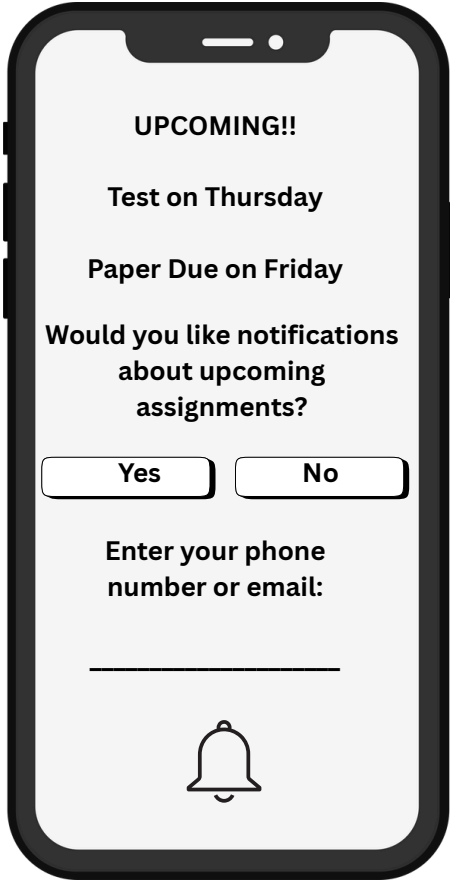 UPCOMING!!
Test on Thursday
Paper Due on Friday
Would you like notifications
about upcoming
assignments?
Yes
No
Enter your phone
number or email: